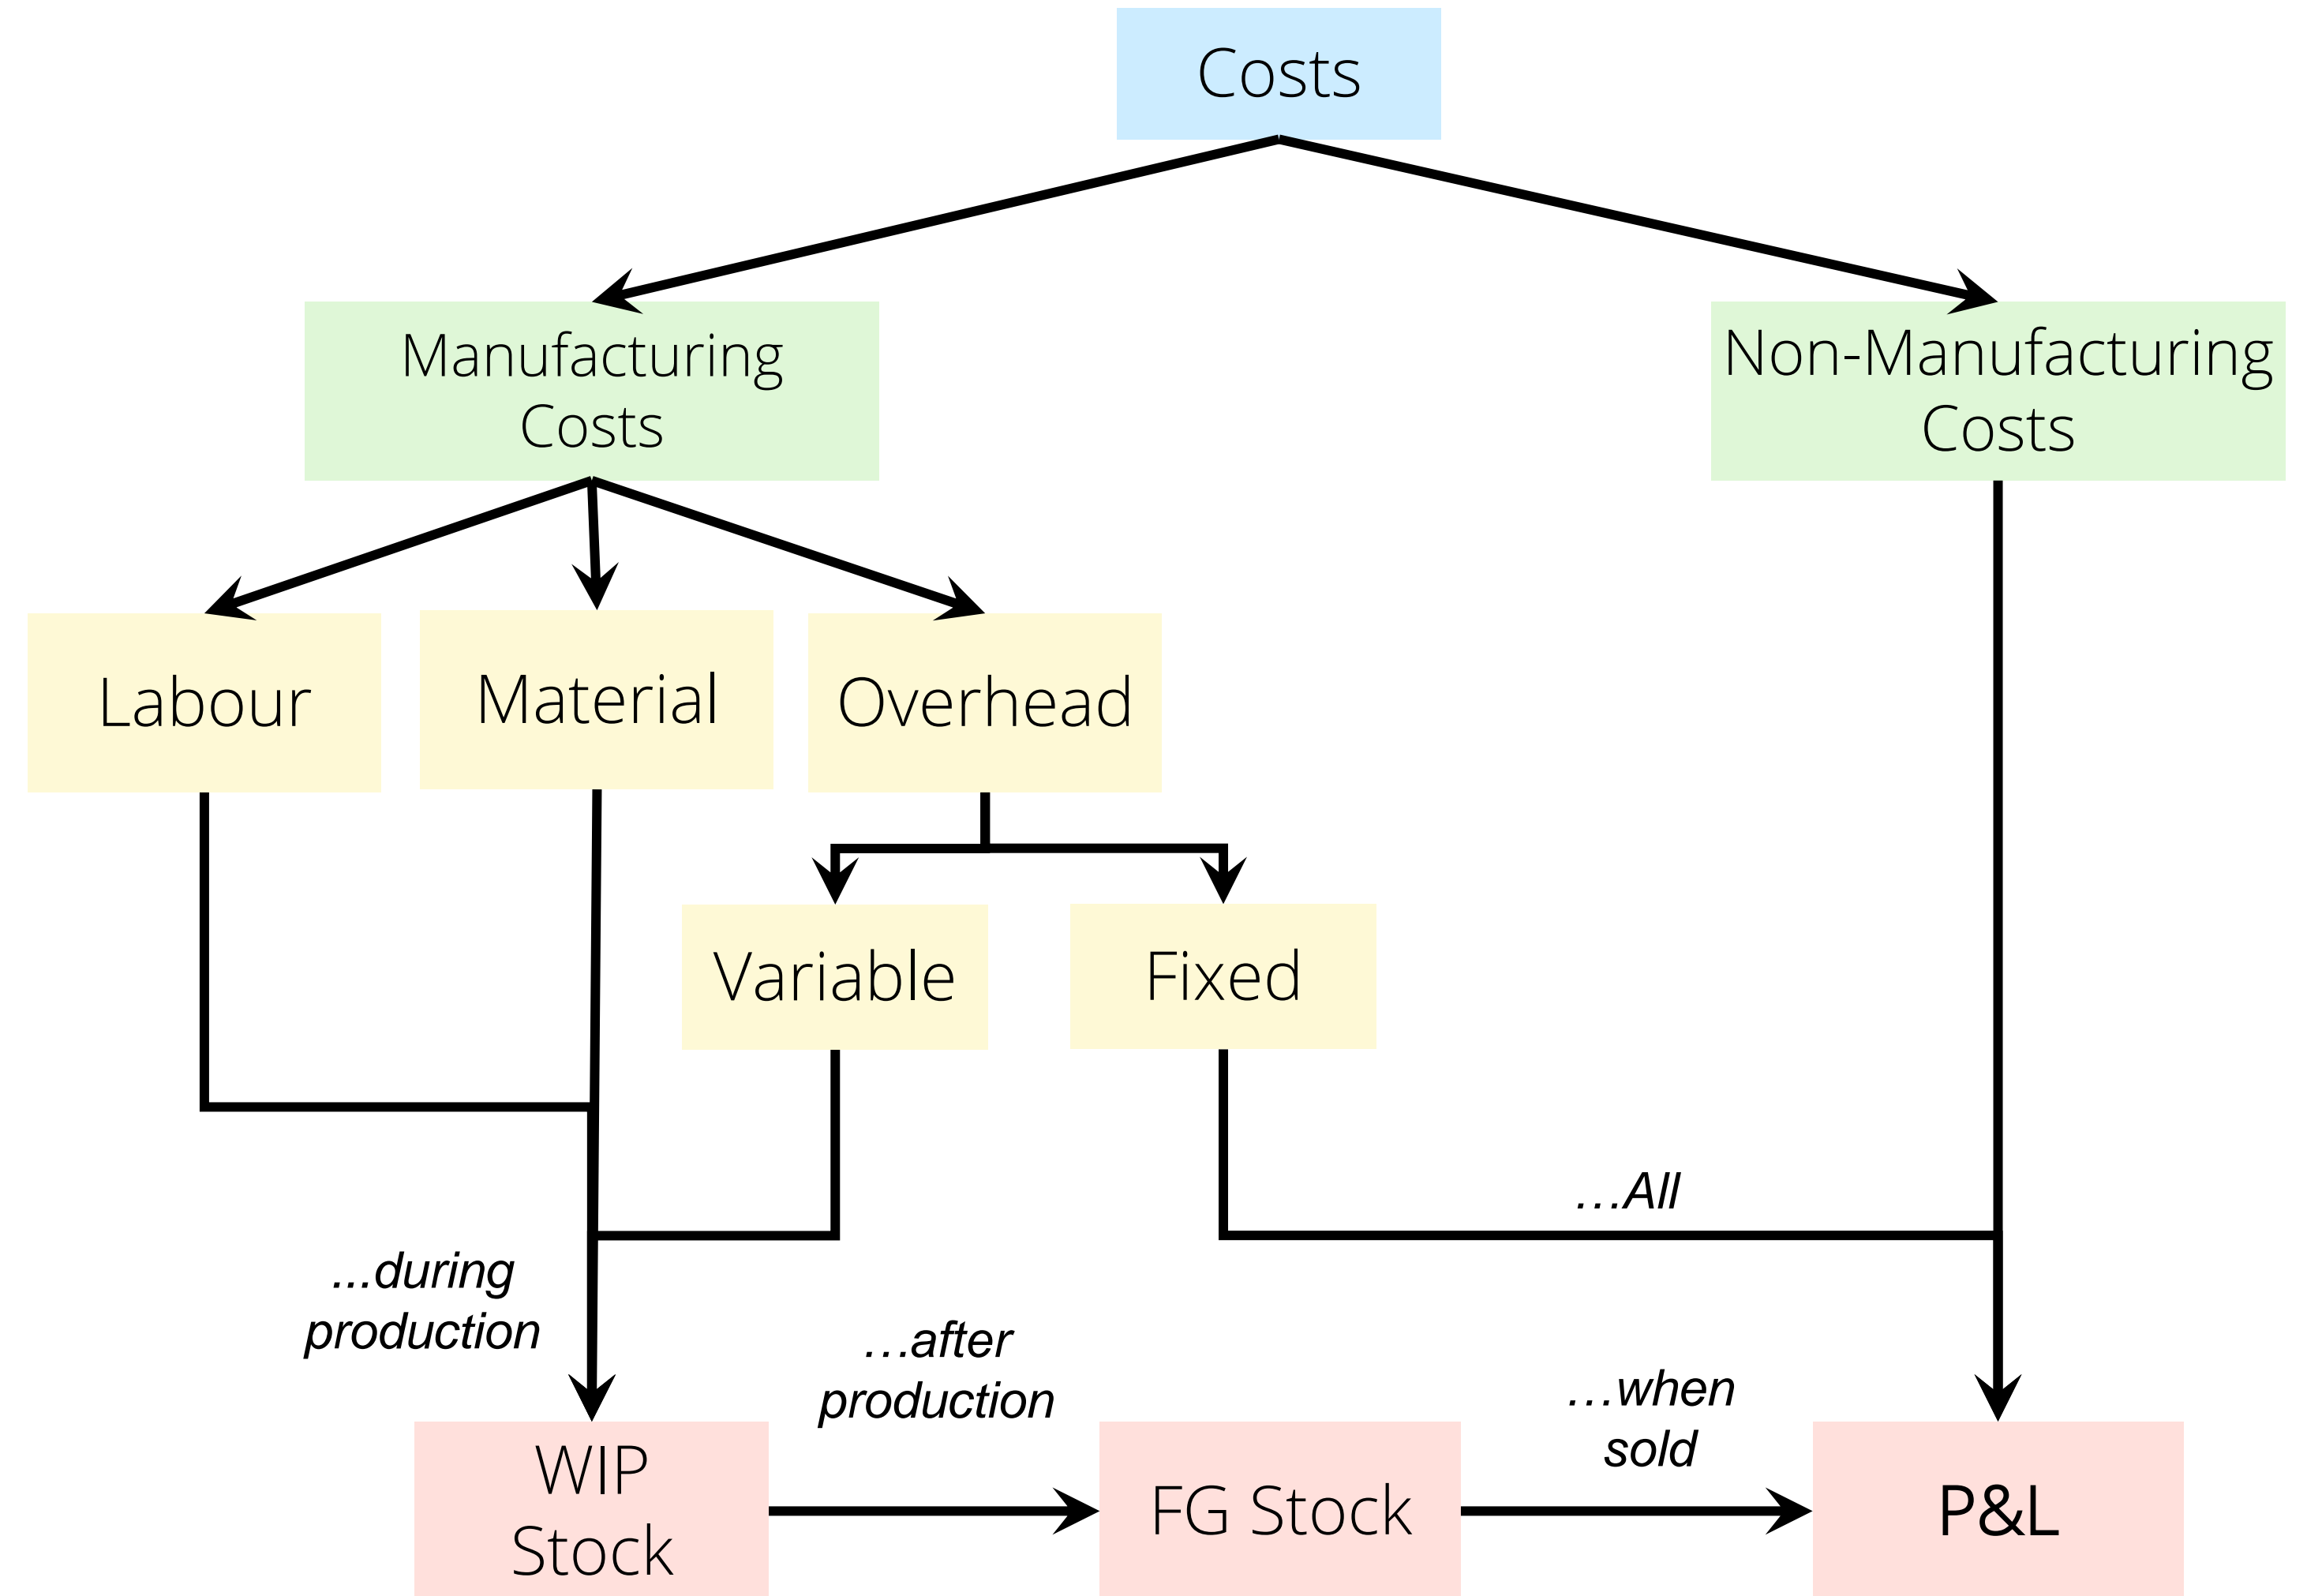 Costs
Manufacturing
Costs
Non-Manufacturing
Costs
Labour
Material
Overhead
Variable
Fixed
…All
...during
production
…after
production
…when
sold
WIP
Stock
FG Stock
P&L